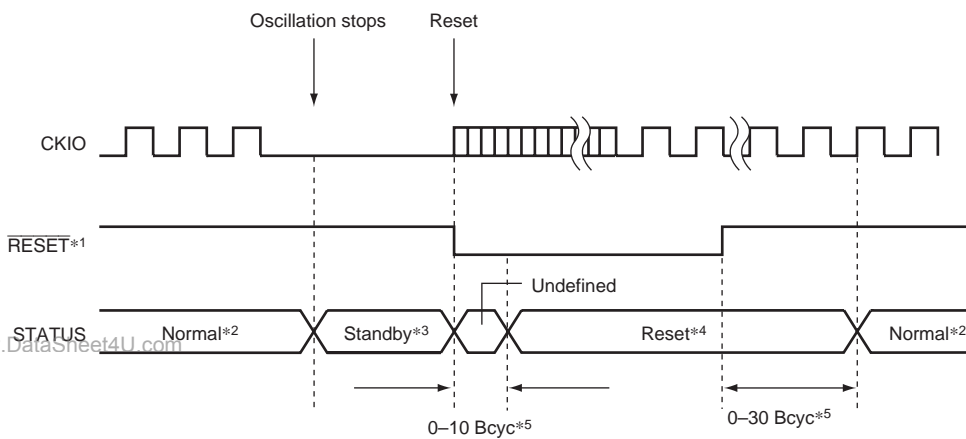 Oscillation stops
Reset
CKIO
RESET*1
Undefined
STATUS
Normal*2
Standby*3
Reset*4
Normal*2
.DataSheet4U.com
0–10 Bcyc*5
0–30 Bcyc*5